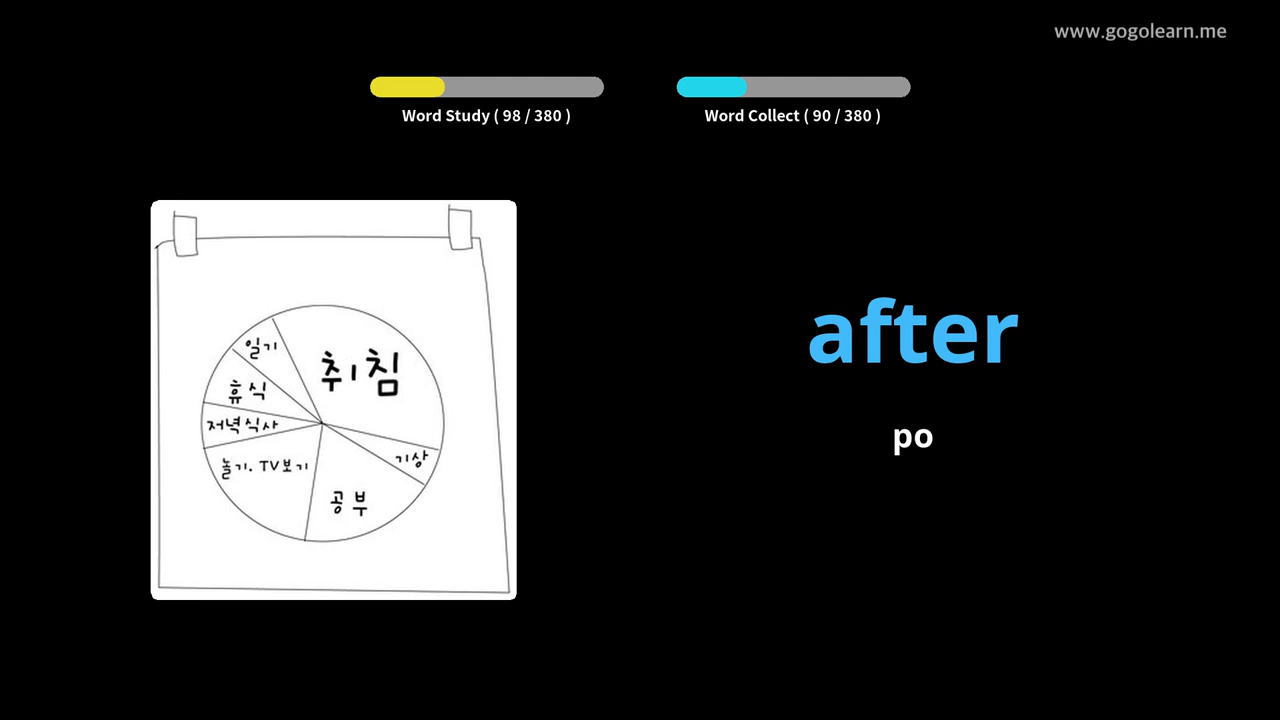 www.gogolearn.me
Word Study ( 98 / 380 )
Word Collect ( 90 / 380 )
일기
취침
휴식
저녁식사
놀기. TV보기
기상
공부
after
po